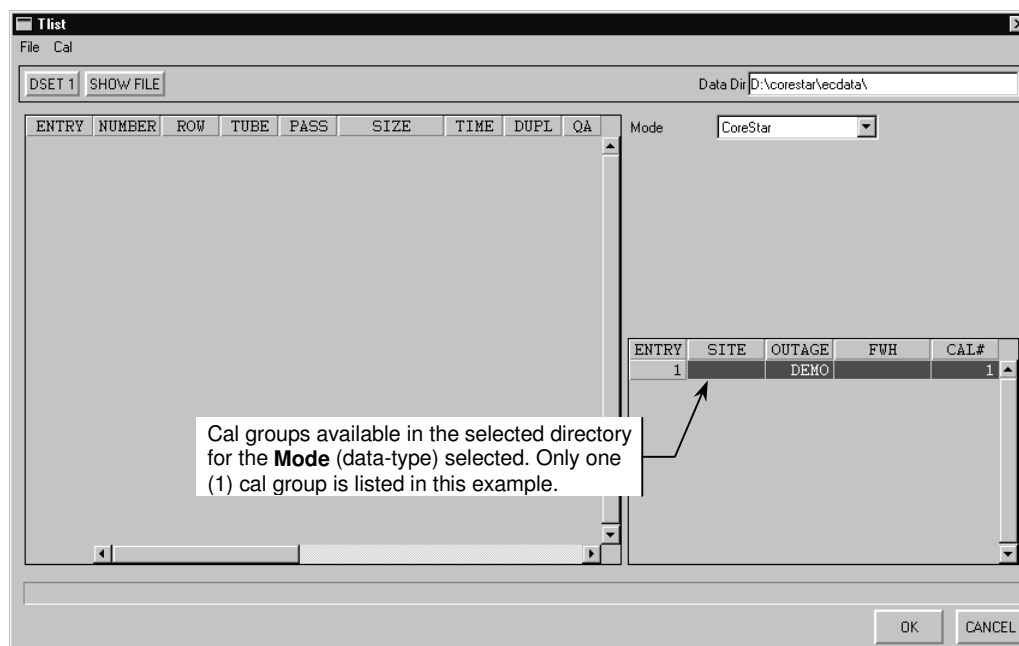 Tlist
File Cal
DSET 1 SHOW FILE Data Dir D:\corestar\ecdata\
ENTRY NUMBER ROW TUBE PASS SIZE TIME DUPL QA
Mode CoreStar
ENTRY SITE OUTAGE FWH CAL#
1 DEMO 1
Cal groups available in the selected directory
for the Mode (data-type) selected. Only one
(1) cal group is listed in this example.
OK CANCEL